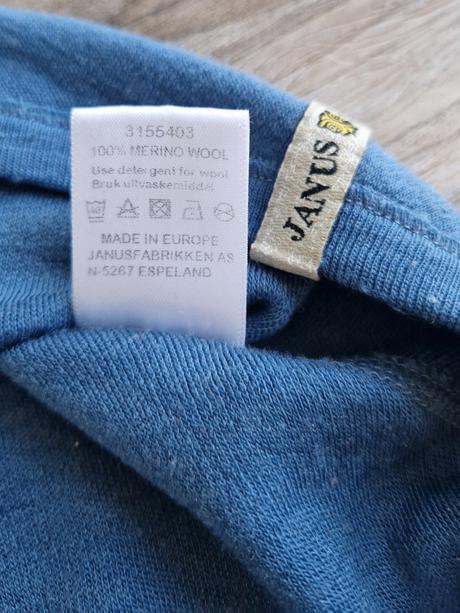 3155403
100% MERINO WOOL
Use detergent for wool
Bruk ullvaskemiddel
MADE IN EUROPE
JANUSFABRIKKEN AS
N-5267 ESPELAND
JANUS